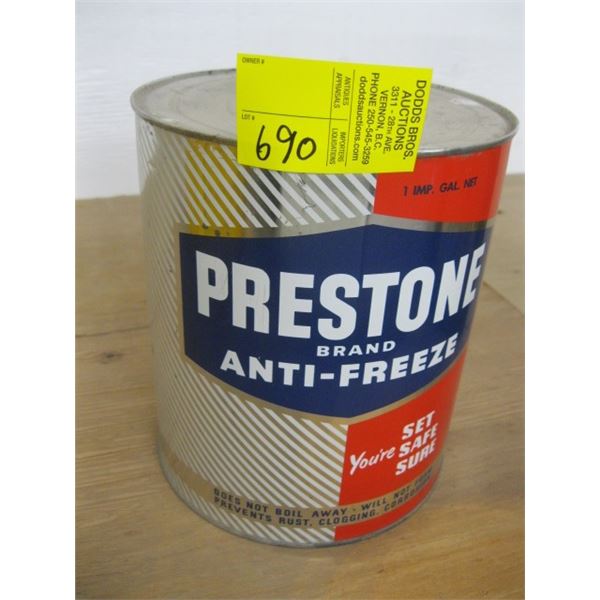 DODDS BROS.
AUCTIONS
3311 - 28TH AVE.
VERNON, B.C.
PHONE 250-545-3259
doddsauctions.com
ANTIQUES
APPRAISALS
IMPORTERS
LIQUIDATIONS
OWNER #
LOT #
690
1 IMP. GAL. NET
PRESTONE
BRAND
ANTI-FREEZE
You're SET
SAFE
SURE
DOES NOT BOIL AWAY • WILL NOT FOAM
PREVENTS RUST, CLOGGING, CORROSION